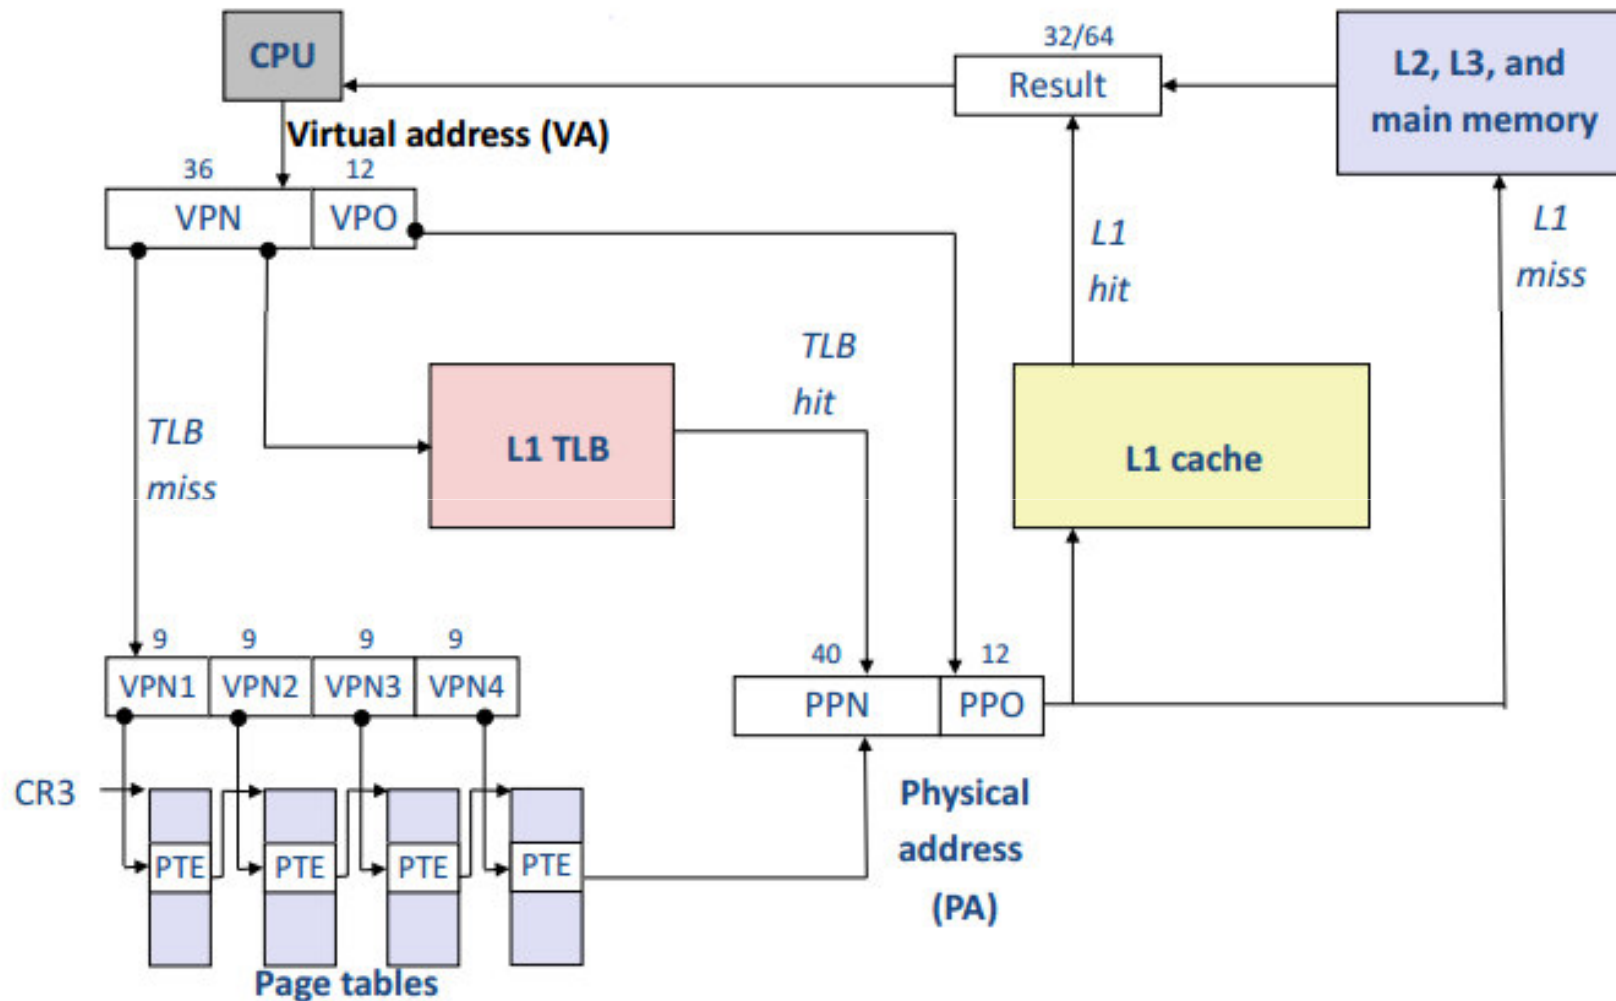 CPU
32/64
Result
L2, L3, and
main memory
Virtual address (VA)
36
12
VPN
VPO
L1
hit
L1
miss
TLB
hit
TLB
miss
L1 TLB
L1 cache
9
9
9
9
VPN1
VPN2
VPN3
VPN4
40
12
PPN
PPO
CR3
PTE
PTE
PTE
PTE
Physical
address
(PA)
Page tables